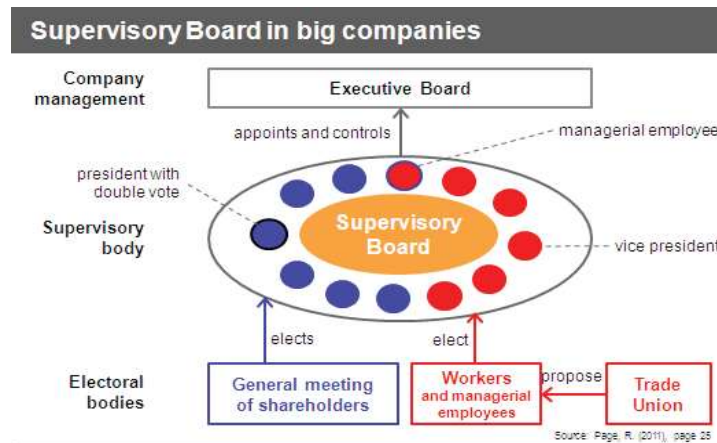 Supervisory Board in big companies
Company
management
Executive Board
appoints and controls
managerial employee
president with
double vote
Supervisory
body
Supervisory
Board
vice president
elects
elect
Electoral
bodies
General meeting
of shareholders
Workers
and managerial
employees
propose
Trade
Union
Source: Page, R. (2011), page 25